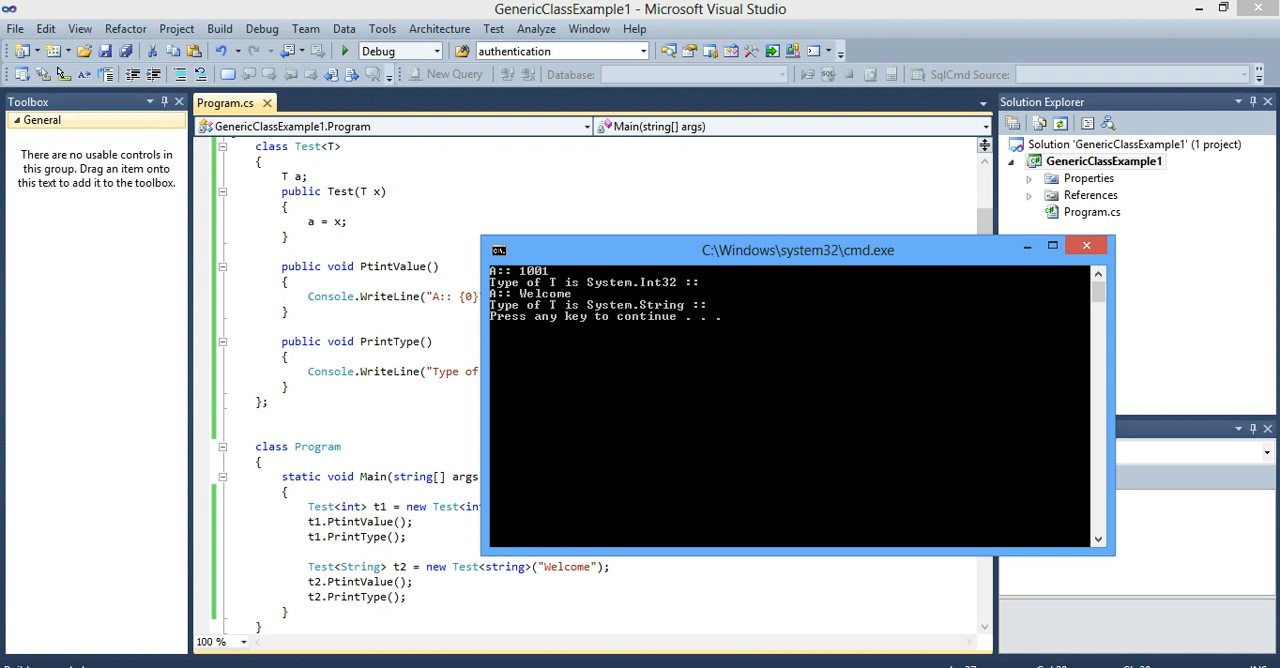 GenericClassExample1 - Microsoft Visual Studio
File Edit View Refactor Project Build Debug Team Data Tools Architecture Test Analyze Window Help
Debug authentication
New Query Database: SqlCmd Source:
Toolbox
General
There are no usable controls in
this group. Drag an item onto
this text to add it to the toolbox.
Program.cs
GenericClassExample1.Program Main(string[] args)
class Test<T>
{
T a;
public Test(T x)
{
a = x;
}
public void PtintValue()
{
Console.WriteLine("A:: {0}
}
public void PrintType()
{
Console.WriteLine("Type of
}
};
class Program
{
static void Main(string[] args
{
Test<int> t1 = new Test<int
t1.PtintValue();
t1.PrintType();
Test<String> t2 = new Test<string>("Welcome");
t2.PtintValue();
t2.PrintType();
}
}
100 %
C:\Windows\system32\cmd.exe
A:: 1001
Type of T is System.Int32 ::
A:: Welcome
Type of T is System.String ::
Press any key to continue . . .
Solution Explorer
Solution 'GenericClassExample1' (1 project)
GenericClassExample1
Properties
References
Program.cs